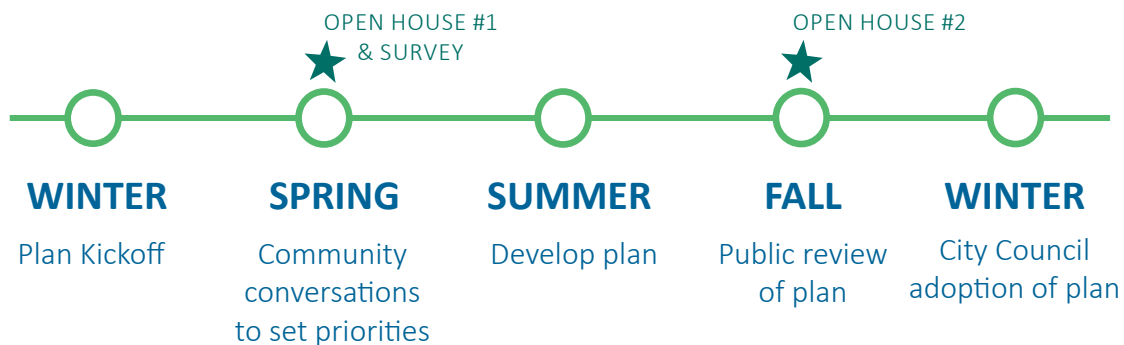 OPEN HOUSE #1
& SURVEY
OPEN HOUSE #2
WINTER
Plan Kickoff
SPRING
Community
conversations
to set priorities
SUMMER
Develop plan
FALL
Public review
of plan
WINTER
City Council
adoption of plan